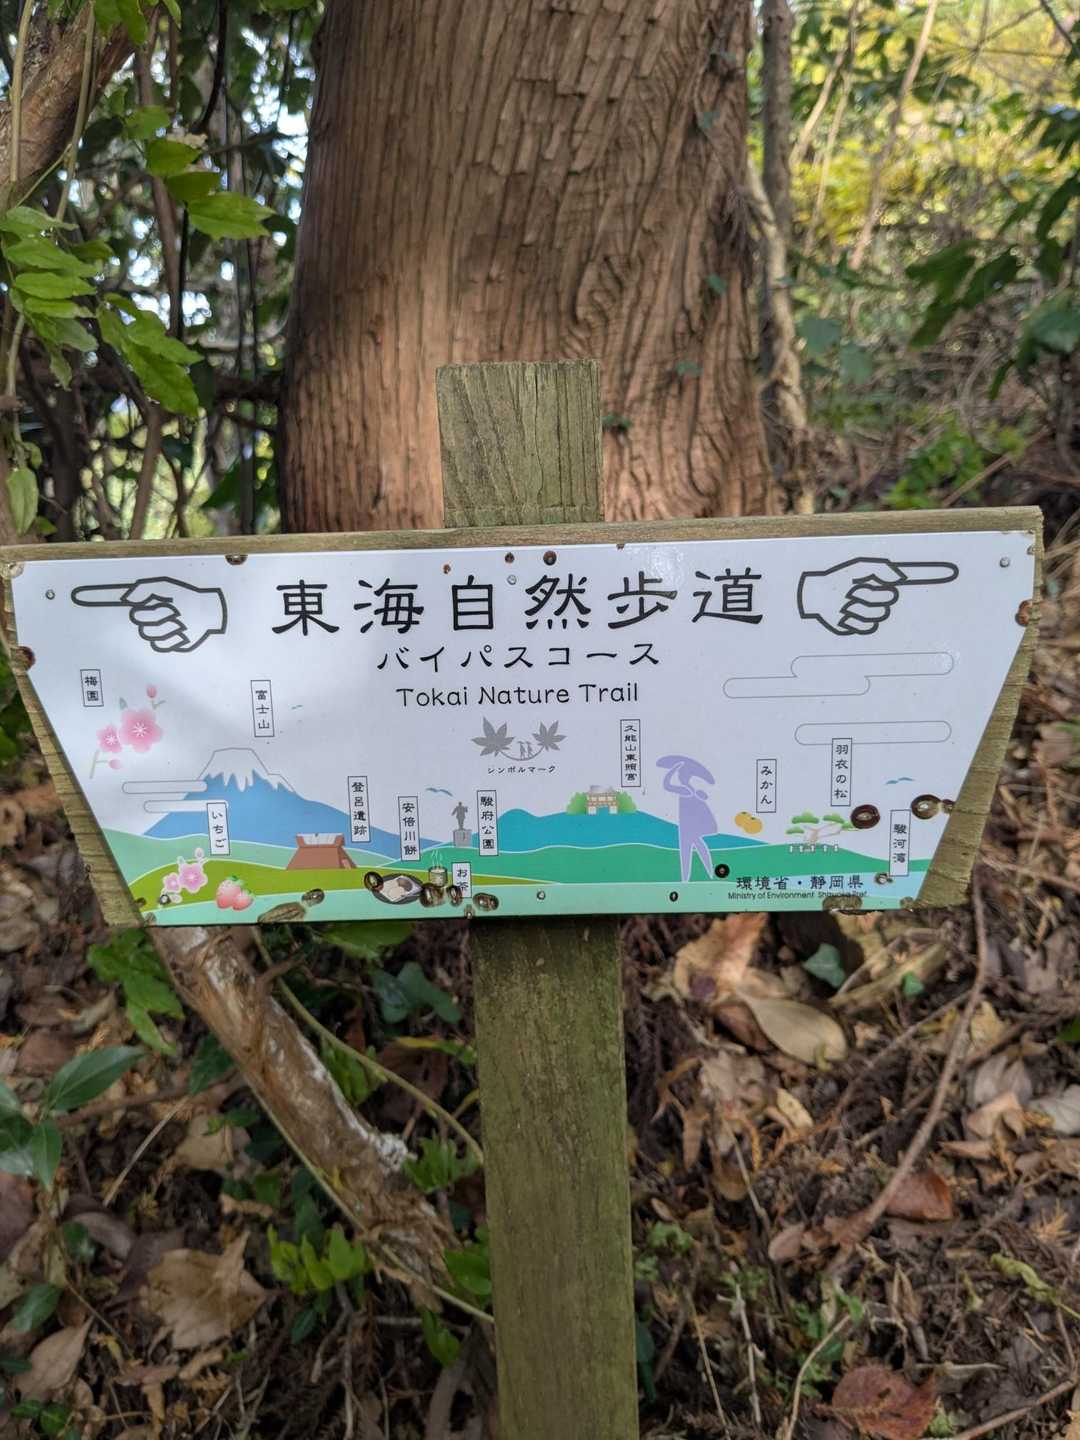 東海自然歩道
バイパスコース
Tokai Nature Trail
シンボルマーク
梅園
富士山
いちご
登呂遺跡
安倍川餅
お茶
駿府公園
久能山東照宮
みかん
羽衣の松
駿河湾
環境省・静岡県
Ministry of Environment Shizuoka Pref.